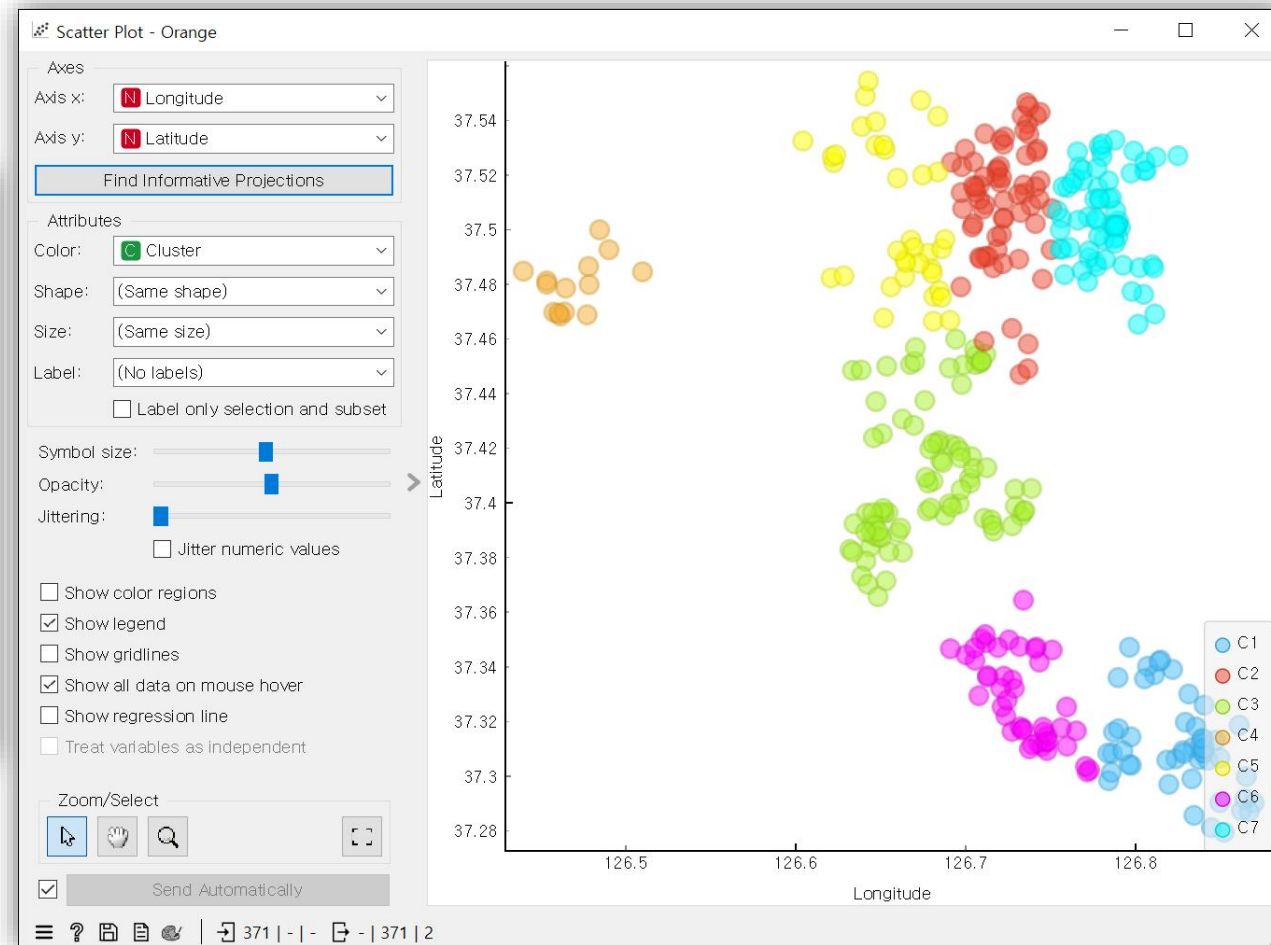 Scatter Plot - Orange
Axes
Axis x: N Longitude
Axis y: N Latitude
Find Informative Projections
Attributes
Color: C Cluster
Shape: (Same shape)
Size: (Same size)
Label: (No labels)
Label only selection and subset
Symbol size:
Opacity:
Jittering:
Jitter numeric values
Show color regions
Show legend
Show gridlines
Show all data on mouse hover
Show regression line
Treat variables as independent
Zoom/Select
Send Automatically
371 | - | - - | 371 | 2
Latitude
37.54
37.52
37.5
37.48
37.46
37.44
37.42
37.4
37.38
37.36
37.34
37.32
37.3
37.28
126.5 126.6 126.7 126.8
Longitude
C1
C2
C3
C4
C5
C6
C7